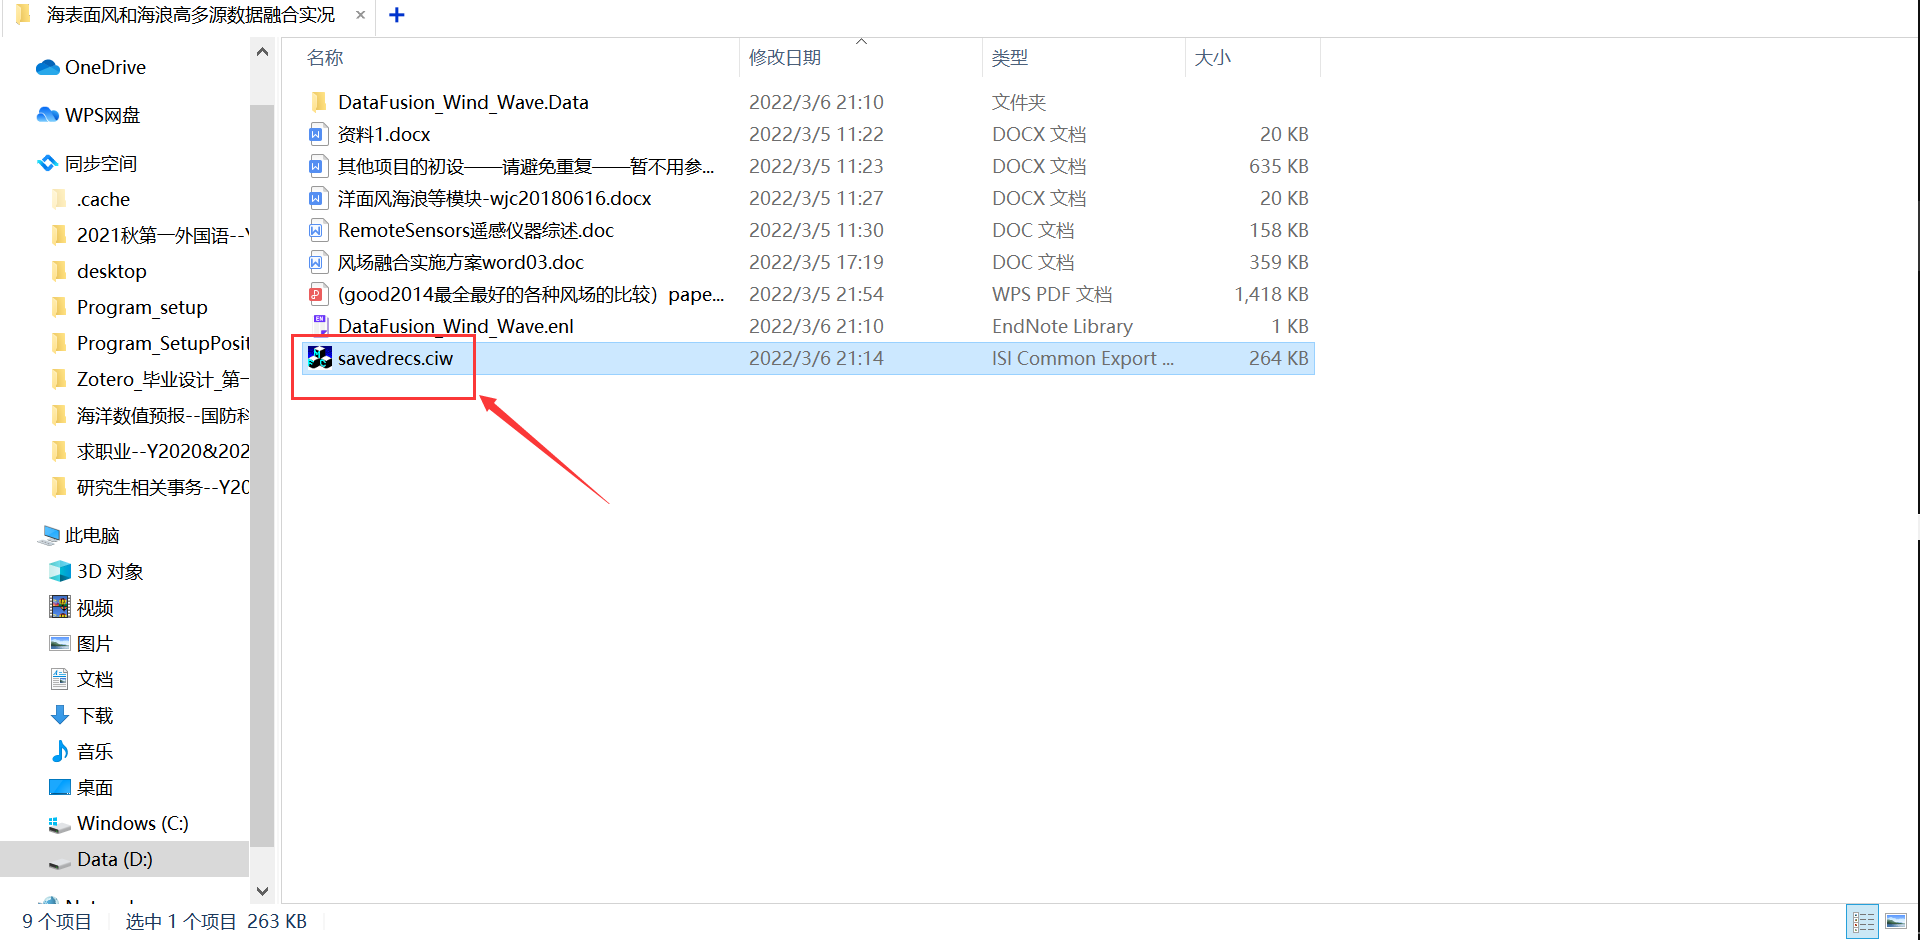 海表面风和海浪高多源数据融合实况 × +
名称 修改日期 类型 大小
OneDrive
WPS网盘
同步空间
.cache
2021秋第一外国语--Y
desktop
Program_setup
Program_SetupPosit
Zotero_毕业设计_第一
海洋数值预报--国防科
求职业--Y2020&202
研究生相关事务--Y20
此电脑
3D 对象
视频
图片
文档
下载
音乐
桌面
Windows (C:)
Data (D:)
DataFusion_Wind_Wave.Data 2022/3/6 21:10 文件夹
资料1.docx 2022/3/5 11:22 DOCX 文档 20 KB
其他项目的初设——请避免重复——暂不用参... 2022/3/5 11:23 DOCX 文档 635 KB
洋面风海浪等模块-wjc20180616.docx 2022/3/5 11:27 DOCX 文档 20 KB
RemoteSensors遥感仪器综述.doc 2022/3/5 11:30 DOC 文档 158 KB
风场融合实施方案word03.doc 2022/3/5 17:19 DOC 文档 359 KB
(good2014最全最好的各种风场的比较）pape... 2022/3/5 21:54 WPS PDF 文档 1,418 KB
DataFusion_Wind_Wave.enl 2022/3/6 21:10 EndNote Library 1 KB
savedrecs.ciw 2022/3/6 21:14 ISI Common Export ... 264 KB
9 个项目 选中 1 个项目 263 KB